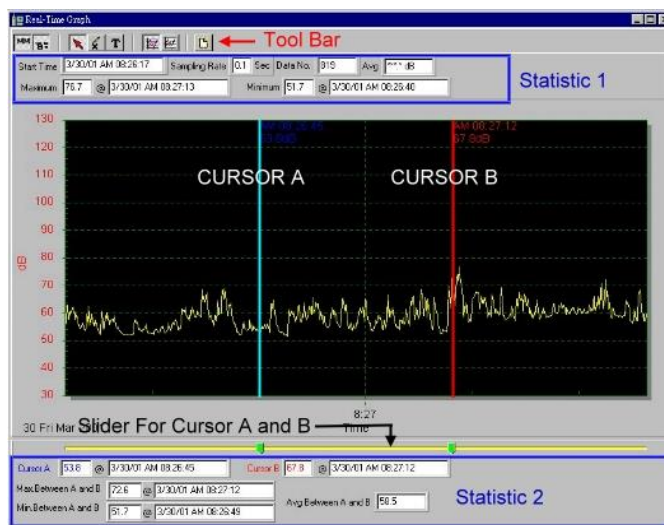 Real-Time Graph
Tool Bar
Start Time 3/30/01 AM 08:26:17 Sampling Rate 0.1 Sec Data No. 819 Avg **.* dB
Maximum 76.7 @ 3/30/01 AM 08:27:13 Minimum 51.7 @ 3/30/01 AM 08:26:48
Statistic 1
130
120
110
100
90
80
70
60
50
40
30
dB
AM 08:26:45
AM 08:27:12
67.8dB
CURSOR A
CURSOR B
8:27
30 Fri Mar
Time
Slider For Cursor A and B
Cursor A 53.8 @ 3/30/01 AM 08:26:45 Cursor B 67.8 @ 3/30/01 AM 08:27:12
Max.Between A and B 72.6 @ 3/30/01 AM 08:27:12
Min.Between A and B 51.7 @ 3/30/01 AM 08:26:49
Avg.Between A and B 58.5
Statistic 2